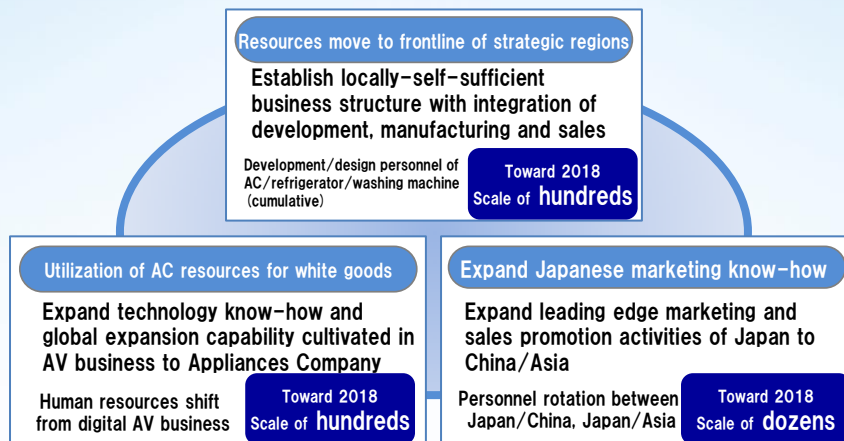 Resources move to frontline of strategic regions
Establish locally-self-sufficient
business structure with integration of
development, manufacturing and sales
Development/design personnel of
AC/refrigerator/washing machine
(cumulative)
Toward 2018
Scale of hundreds
Utilization of AC resources for white goods
Expand technology know-how and
global expansion capability cultivated in
AV business to Appliances Company
Human resources shift
from digital AV business
Toward 2018
Scale of hundreds
Expand Japanese marketing know-how
Expand leading edge marketing and
sales promotion activities of Japan to
China/Asia
Personnel rotation between
Japan/China, Japan/Asia
Toward 2018
Scale of dozens